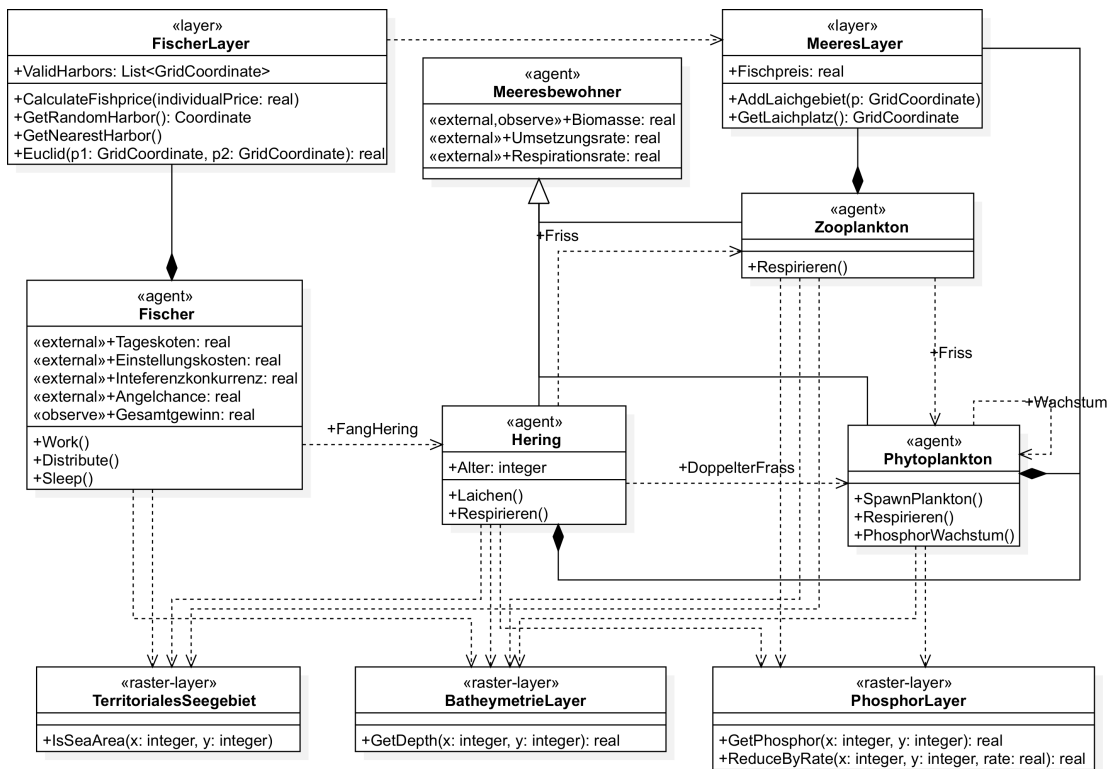 «layer»
FischerLayer
+ValidHarbors: List<GridCoordinate>
+CalculateFishprice(individualPrice: real)
+GetRandomHarbor(): Coordinate
+GetNearestHarbor()
+Euclid(p1: GridCoordinate, p2: GridCoordinate): real
«agent»
Meeresbewohner
«external,observe»+Biomasse: real
«external»+Umsetzungsrate: real
«external»+Respirationsrate: real
«layer»
MeeresLayer
+Fischpreis: real
+AddLaichgebiet(p: GridCoordinate)
+GetLaichplatz(): GridCoordinate
«agent»
Zooplankton
+Respirieren()
+Friss
+Friss
+Wachstum
«agent»
Fischer
«external»+Tageskoten: real
«external»+Einstellungskosten: real
«external»+Inteferenzkonkurrenz: real
«external»+Angelchance: real
«observe»+Gesamtgewinn: real
+Work()
+Distribute()
+Sleep()
+FangHering
«agent»
Hering
+Alter: integer
+Laichen()
+Respirieren()
+DoppelterFrass
«agent»
Phytoplankton
+SpawnPlankton()
+Respirieren()
+PhosphorWachstum()
«raster-layer»
TerritorialesSeegebiet
+IsSeaArea(x: integer, y: integer)
«raster-layer»
BatheymetrieLayer
+GetDepth(x: integer, y: integer): real
«raster-layer»
PhosphorLayer
+GetPhosphor(x: integer, y: integer): real
+ReduceByRate(x: integer, y: integer, rate: real): real